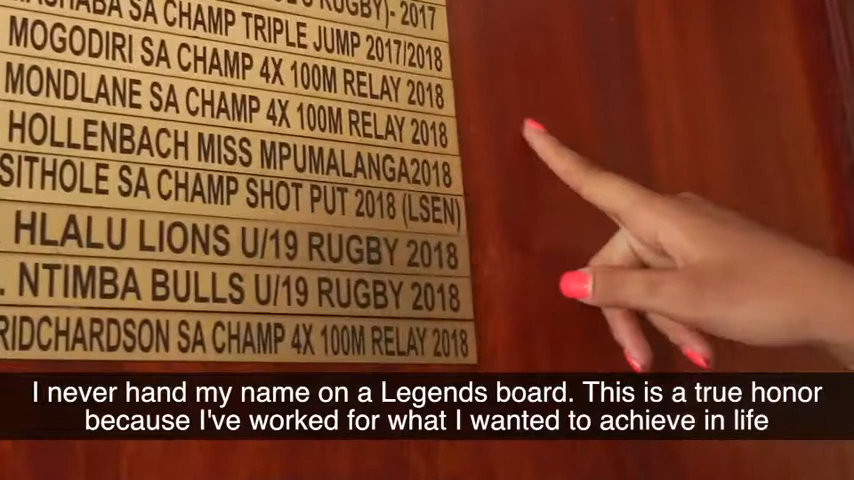 RUGBY)- 2017
SA CHAMP TRIPLE JUMP 2017/2018
MOGODIRI SA CHAMP 4X 100M RELAY 2018
MONDLANE SA CHAMP 4X 100M RELAY 2018
HOLLENBACH MISS MPUMALANGA2018
SITHOLE SA CHAMP SHOT PUT 2018 (LSEN)
HLALU LIONS U/19 RUGBY 2018
. NTIMBA BULLS U/19 RUGBY 2018
RIDCHARDSON SA CHAMP 4X 100M RELAY 2018
I never hand my name on a Legends board. This is a true honor
because I've worked for what I wanted to achieve in life